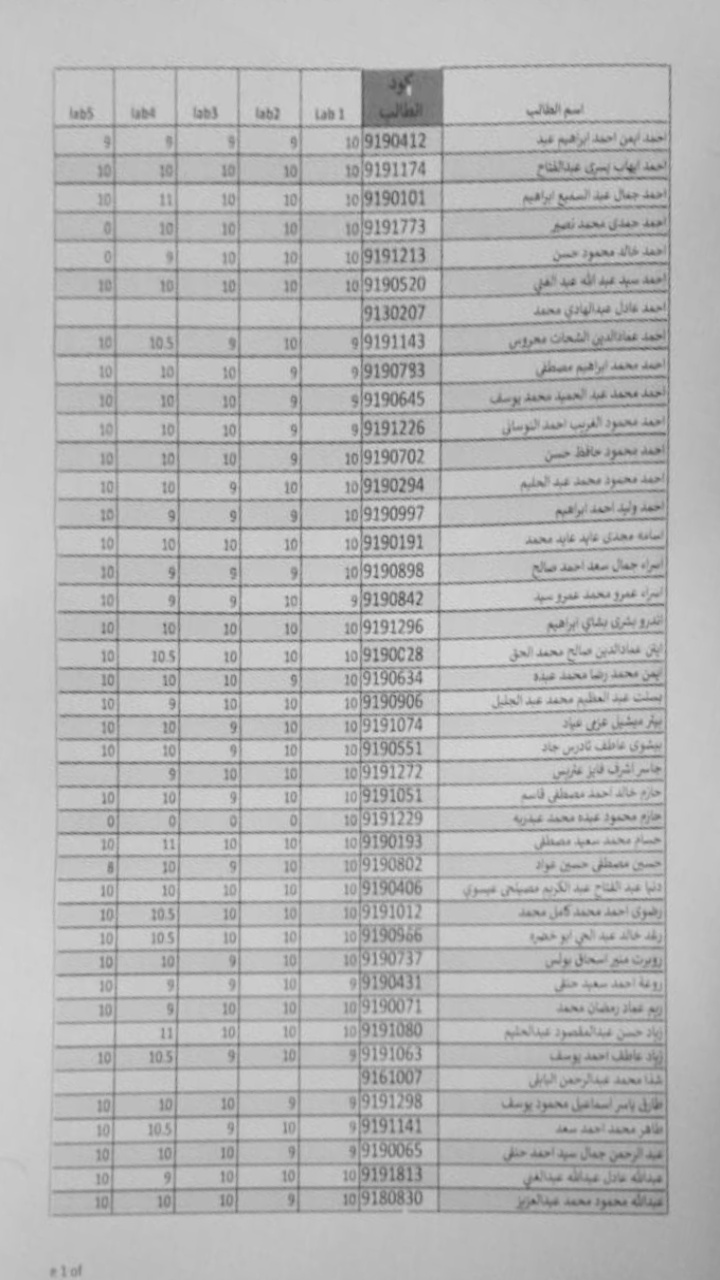 اسم الطالب كود الطالب Lab 1 lab2 lab3 lab4 lab5
احمد ايمن احمد ابراهيم عيد 9190412 10 9 9 9 9
احمد ايهاب يسرى عبدالفتاح 9191174 10 10 10 10 10
احمد جمال عبد السميع ابراهيم 9190101 10 10 10 11 10
احمد حمدى محمد نصير 9191773 10 10 10 10 0
احمد خالد محمود حسن 9191213 10 10 10 9 0
احمد سيد عبد الله عبد الغني 9190520 10 10 10 10 10
احمد عادل عبدالهادي محمد 9130207
احمد عمادالدين الشحات محروس 9191143 9 10 9 10.5 10
احمد محمد ابراهيم مصطفى 9190783 9 9 10 10 10
احمد محمد عبد الحميد محمد يوسف 9190645 9 9 10 10 10
احمد محمود الغريب احمد 9191226 9 9 10 10 10
احمد محمود حافظ حسن 9190702 10 9 10 10 10
احمد محمود محمد عبد الحليم 9190294 10 10 9 10 10
احمد وليد احمد ابراهيم 9190997 10 9 9 9 10
اسامه مجدى عايد عايد محمد 9190191 10 10 10 10 10
اسراء جمال سعد احمد صالح 9190898 10 9 9 9 10
اسراء عمرو محمد عمرو سيد 9190842 9 10 9 9 10
اندرو بشرى بشاي ابراهيم 9191296 10 10 10 10 10
عمادالدين صالح محمد الحق 9190028 10 10 10 10.5 10
ايمن محمد رضا محمد عبده 9190634 10 9 10 10 10
بسنت عبد العظيم محمد عبد الجليل 9190906 10 10 10 9 10
بيتر ميشيل عزمى عياد 9191074 10 10 9 10 10
بيشوى عاطف تادرس جاد 9190551 10 10 9 10 10
جاسر اشرف فايز عتريس 9191272 10 10 10 9
حازم خالد احمد مصطفى قاسم 9191051 10 10 9 10 10
حازم محمود عبده محمد عبدربه 9191229 10 0 0 0 0
حسام محمد سعيد مصطفى 9190193 10 10 10 11 10
حسين مصطفى حسين عواد 9190802 10 10 9 10 8
دنيا عبد الفتاح عبد الكريم مصيلحى عيسوي 9190406 10 10 10 10 10
رضوى احمد محمد كامل محمد 9191012 10 10 10 10.5 10
رغد خالد عبد الحي ابو خضره 9190966 10 10 10 10.5 10
روبرت منير اسحاق بولس 9190737 10 10 9 10 10
روعة احمد سعيد حنفى 9190431 9 10 9 9 10
ريم عماد رمضان محمد 9190071 10 10 10 9 10
زياد حسن عبدالمقصود عبدالحليم 9191080 10 10 10 11
زياد عاطف احمد يوسف 9191063 9 10 9 10.5 10
شذا محمد عبدالرحمن البابلى 9161007
طارق ياسر اسماعيل محمود يوسف 9191298 9 9 10 10 10
طاهر محمد احمد سعد 9191141 9 10 9 10.5 10
عبد الرحمن جمال سيد احمد حنفى 9190065 9 9 10 10 10
عبدالله عادل عبدالله عبدالغني 9191813 10 10 10 9 10
عبدالله محمود محمد عبدالعزيز 9180830 10 9 10 10 10
e 1 of